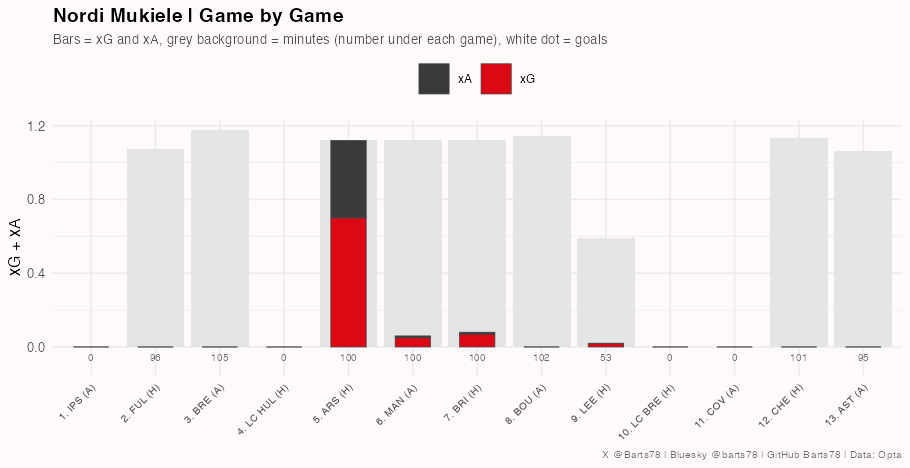 Nordi Mukiele | Game by Game
Bars = xG and xA, grey background = minutes (number under each game), white dot = goals
xA xG
xG + xA
1.2
0.8
0.4
0.0
0 96 105 0 100 100 100 102 53 0 0 101 95
1. IPS (A)
2. FUL (H)
3. BRE (A)
4. LC HUL (H)
5. ARS (H)
6. MAN (A)
7. BRI (H)
8. BOU (A)
9. LEE (H)
10. LC BRE (H)
11. COV (A)
12. CHE (H)
13. AST (A)
X @Barts78 | Bluesky @barts78 | GitHub Barts78 | Data: Opta